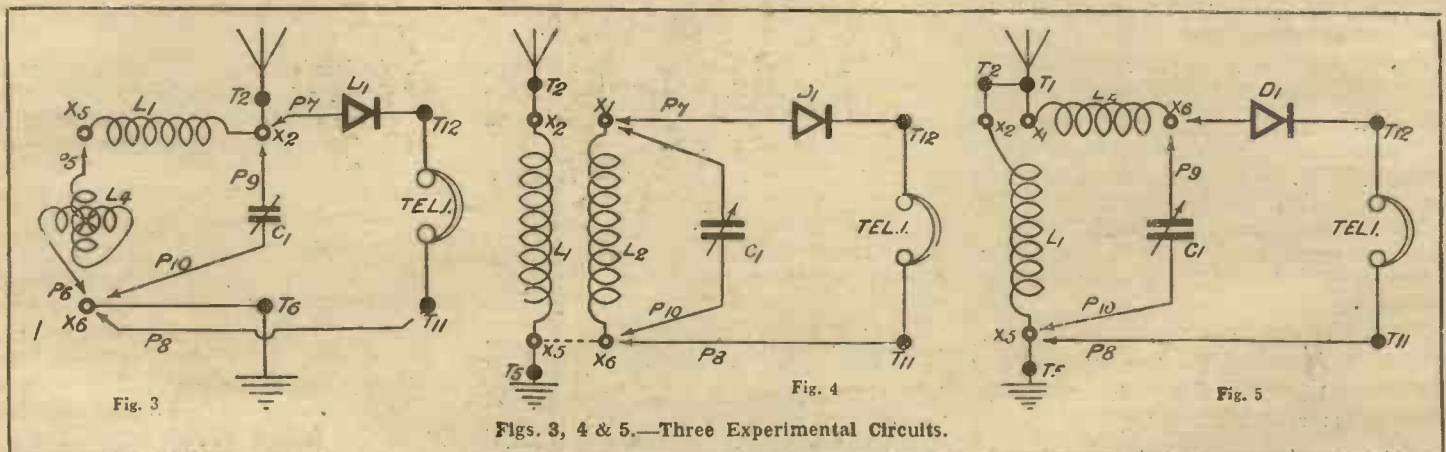 X5
L1
T2
X2
P7
D1
T12
P5
L4
P9
C1
TEL.1.
P10
P6
X6
T6
P8
T11
Fig. 3
T2
X2
X1
P7
D1
T12
L1
L2
C1
TEL.1.
P10
X5
X6
P8
T5
T11
Fig. 4
T2
T1
X2
X1
X6
D1
T12
P9
L1
C1
TEL.1.
P10
X5
P8
T11
Fig. 5
Figs. 3, 4 & 5.—Three Experimental Circuits.